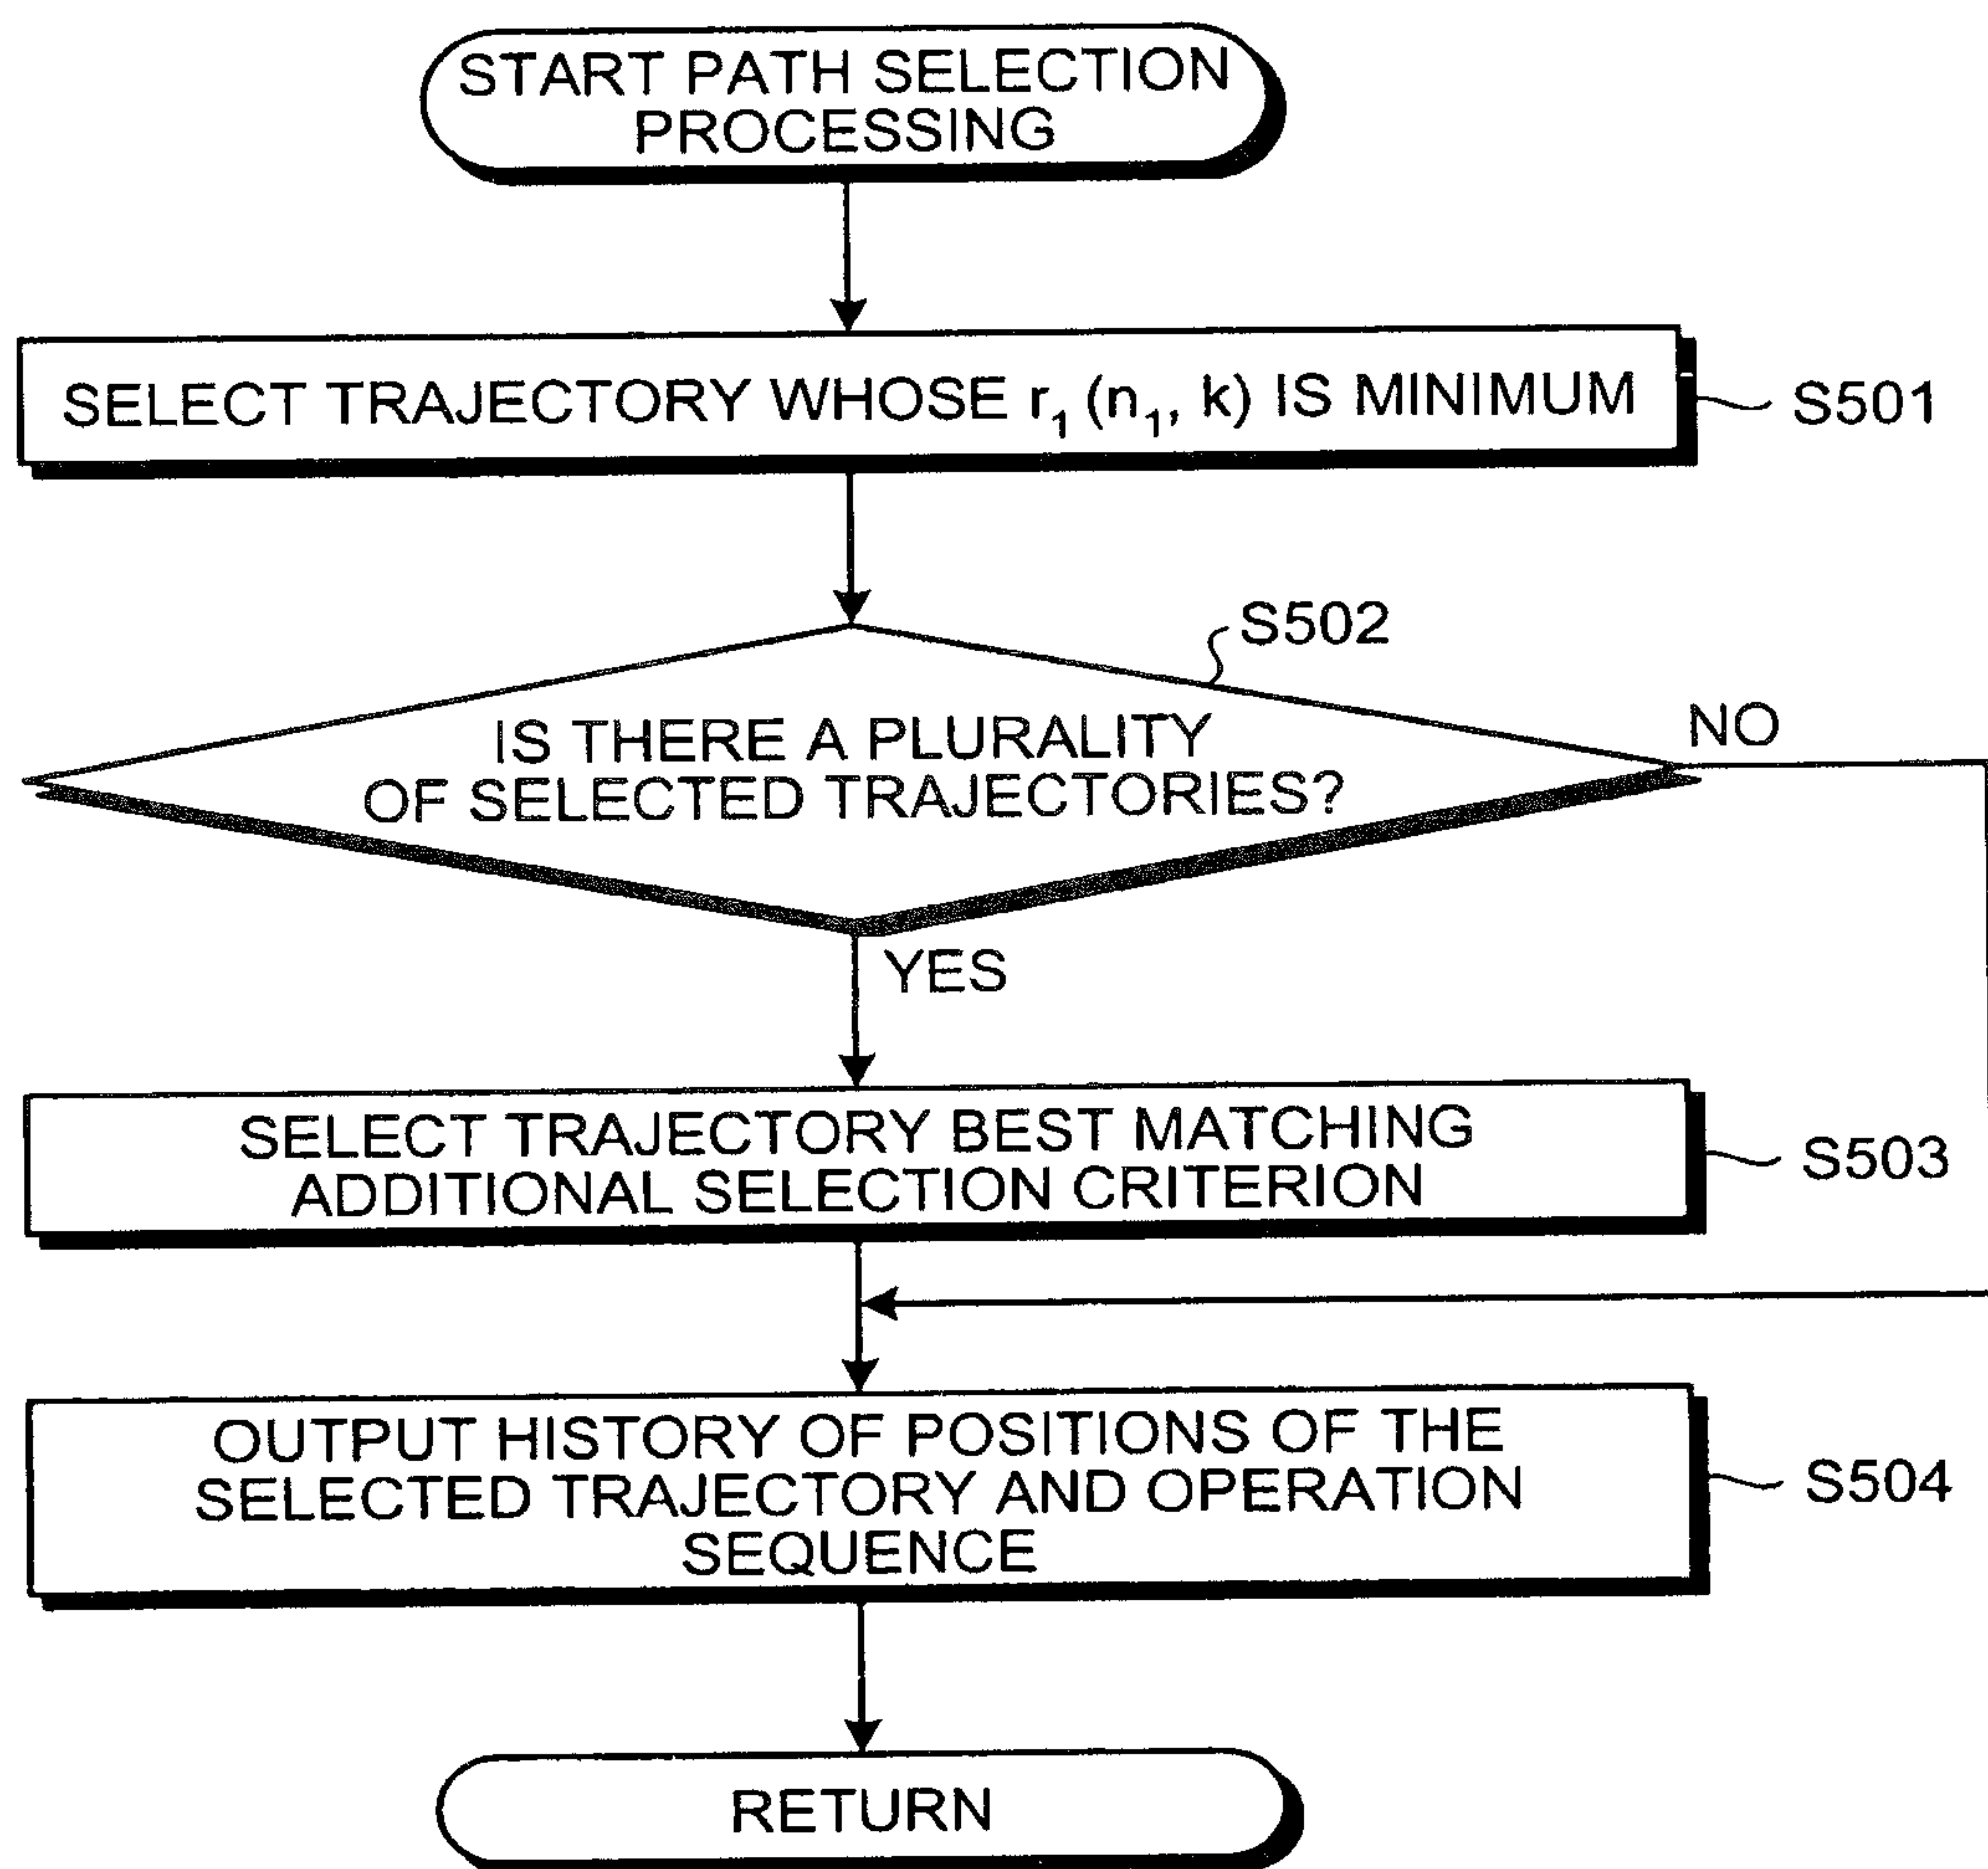 START PATH SELECTION
PROCESSING
SELECT TRAJECTORY WHOSE r₁ (n₁, k) IS MINIMUM
S501
S502
IS THERE A PLURALITY
OF SELECTED TRAJECTORIES?
NO
YES
SELECT TRAJECTORY BEST MATCHING
ADDITIONAL SELECTION CRITERION
S503
OUTPUT HISTORY OF POSITIONS OF THE
SELECTED TRAJECTORY AND OPERATION
SEQUENCE
S504
RETURN